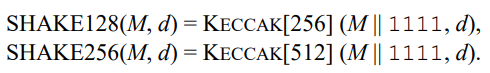 SHAKE128(M, d) = KECCAK[256] (M || 1111, d),
SHAKE256(M, d) = KECCAK[512] (M || 1111, d).